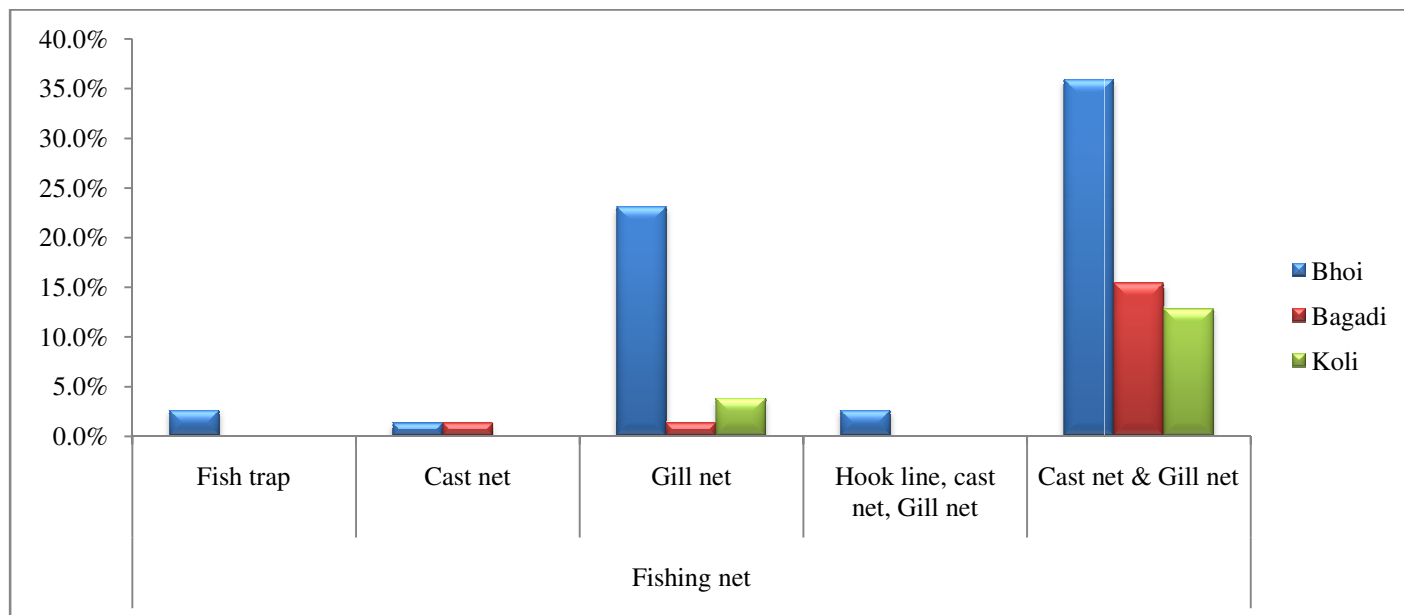 40.0%
35.0%
30.0%
25.0%
20.0%
15.0%
10.0%
5.0%
0.0%
Fish trap
Cast net
Gill net
Hook line, cast
net, Gill net
Cast net & Gill net
Fishing net
Bhoi
Bagadi
Koli